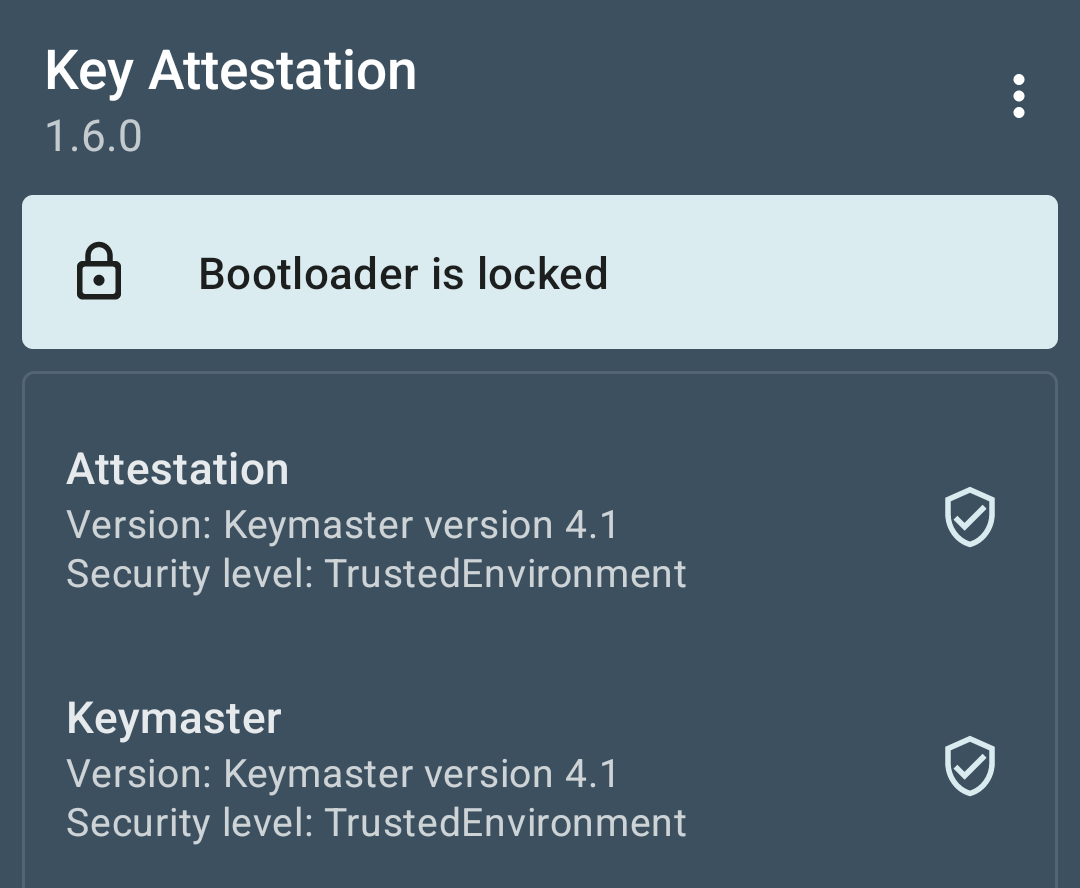 Key Attestation
1.6.0
Bootloader is locked
Attestation
Version: Keymaster version 4.1
Security level: TrustedEnvironment
Keymaster
Version: Keymaster version 4.1
Security level: TrustedEnvironment